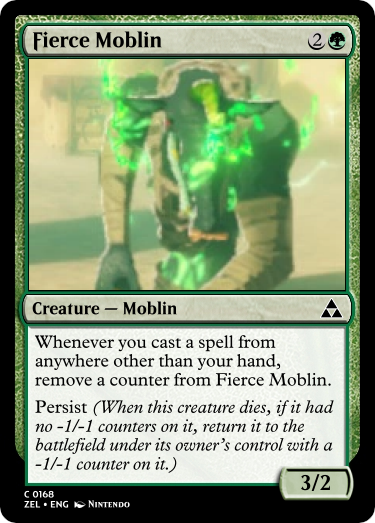 Fierce Moblin 2
Creature — Moblin
Whenever you cast a spell from
anywhere other than your hand,
remove a counter from Fierce Moblin.
Persist (When this creature dies, if it had
no -1/-1 counters on it, return it to the
battlefield under its owner's control with a
-1/-1 counter on it.)
3/2
C 0168
ZEL • ENG Nintendo